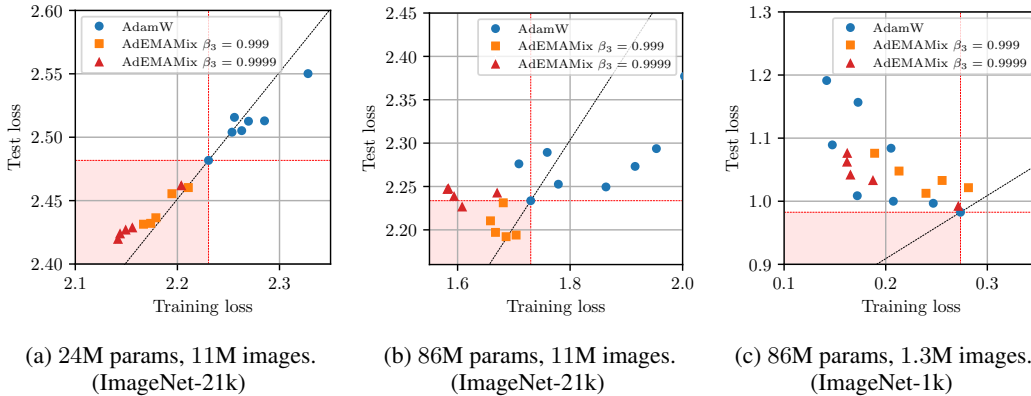 2.60
2.55
2.50
2.45
2.40
2.1
2.2
2.3
Test loss
Training loss
AdamW
AdEMAMix β₃ = 0.999
AdEMAMix β₃ = 0.9999
2.45
2.40
2.35
2.30
2.25
2.20
1.6
1.8
2.0
Test loss
Training loss
AdamW
AdEMAMix β₃ = 0.999
AdEMAMix β₃ = 0.9999
1.3
1.2
1.1
1.0
0.9
0.1
0.3
Test loss
Training loss
AdamW
AdEMAMix β₃ = 0.999
AdEMAMix β₃ = 0.9999
(a) 24M params, 11M images.
(ImageNet-21k)
(b) 86M params, 11M images.
(ImageNet-21k)
(c) 86M params, 1.3M images.
(ImageNet-1k)